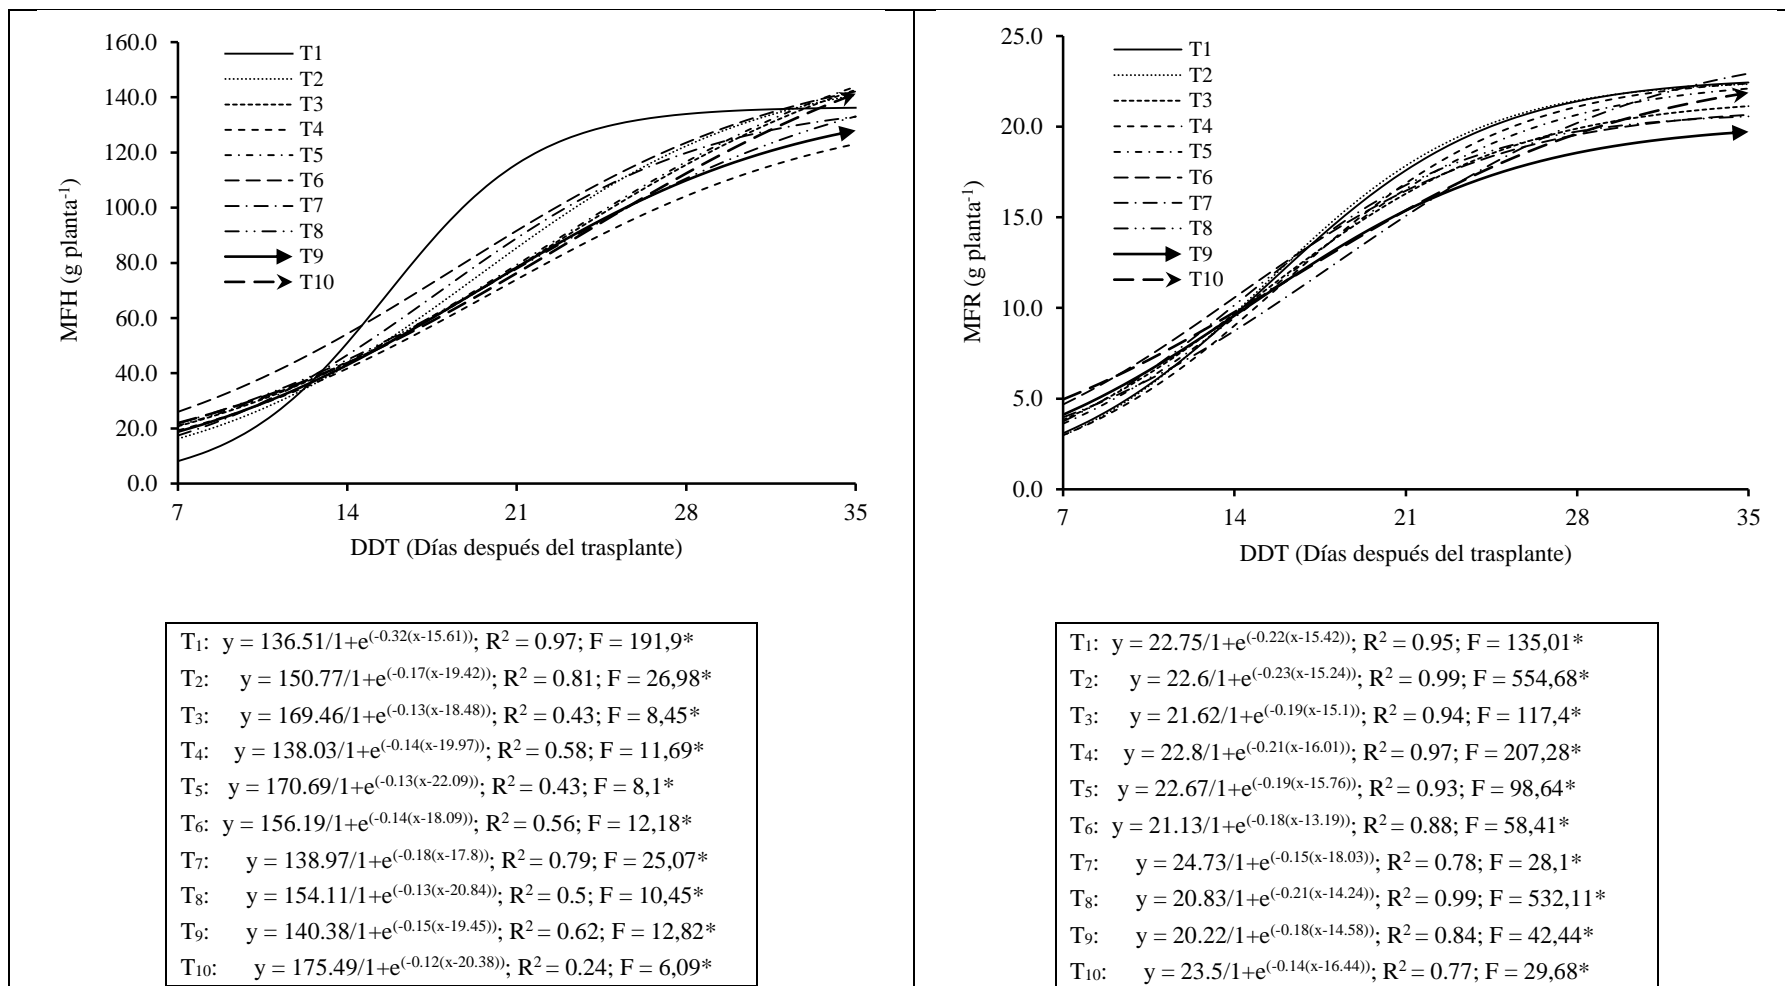 160.0
140.0
120.0
100.0
80.0
60.0
40.0
20.0
0.0
7 14 21 28 35
MFH (g planta⁻¹)
DDT (Días después del trasplante)
T1
T2
T3
T4
T5
T6
T7
T8
T9
T10
T₁: y = 136.51/1+e^(-0.32(x-15.61)); R² = 0.97; F = 191,9*
T₂: y = 150.77/1+e^(-0.17(x-19.42)); R² = 0.81; F = 26,98*
T₃: y = 169.46/1+e^(-0.13(x-18.48)); R² = 0.43; F = 8,45*
T₄: y = 138.03/1+e^(-0.14(x-19.97)); R² = 0.58; F = 11,69*
T₅: y = 170.69/1+e^(-0.13(x-22.09)); R² = 0.43; F = 8,1*
T₆: y = 156.19/1+e^(-0.14(x-18.09)); R² = 0.56; F = 12,18*
T₇: y = 138.97/1+e^(-0.18(x-17.8)); R² = 0.79; F = 25,07*
T₈: y = 154.11/1+e^(-0.13(x-20.84)); R² = 0.5; F = 10,45*
T₉: y = 140.38/1+e^(-0.15(x-19.45)); R² = 0.62; F = 12,82*
T₁₀: y = 175.49/1+e^(-0.12(x-20.38)); R² = 0.24; F = 6,09*
25.0
20.0
15.0
10.0
5.0
0.0
7 14 21 28 35
MFR (g planta⁻¹)
DDT (Días después del trasplante)
T1
T2
T3
T4
T5
T6
T7
T8
T9
T10
T₁: y = 22.75/1+e^(-0.22(x-15.42)); R² = 0.95; F = 135,01*
T₂: y = 22.6/1+e^(-0.23(x-15.24)); R² = 0.99; F = 554,68*
T₃: y = 21.62/1+e^(-0.19(x-15.1)); R² = 0.94; F = 117,4*
T₄: y = 22.8/1+e^(-0.21(x-16.01)); R² = 0.97; F = 207,28*
T₅: y = 22.67/1+e^(-0.19(x-15.76)); R² = 0.93; F = 98,64*
T₆: y = 21.13/1+e^(-0.18(x-13.19)); R² = 0.88; F = 58,41*
T₇: y = 24.73/1+e^(-0.15(x-18.03)); R² = 0.78; F = 28,1*
T₈: y = 20.83/1+e^(-0.21(x-14.24)); R² = 0.99; F = 532,11*
T₉: y = 20.22/1+e^(-0.18(x-14.58)); R² = 0.84; F = 42,44*
T₁₀: y = 23.5/1+e^(-0.14(x-16.44)); R² = 0.77; F = 29,68*